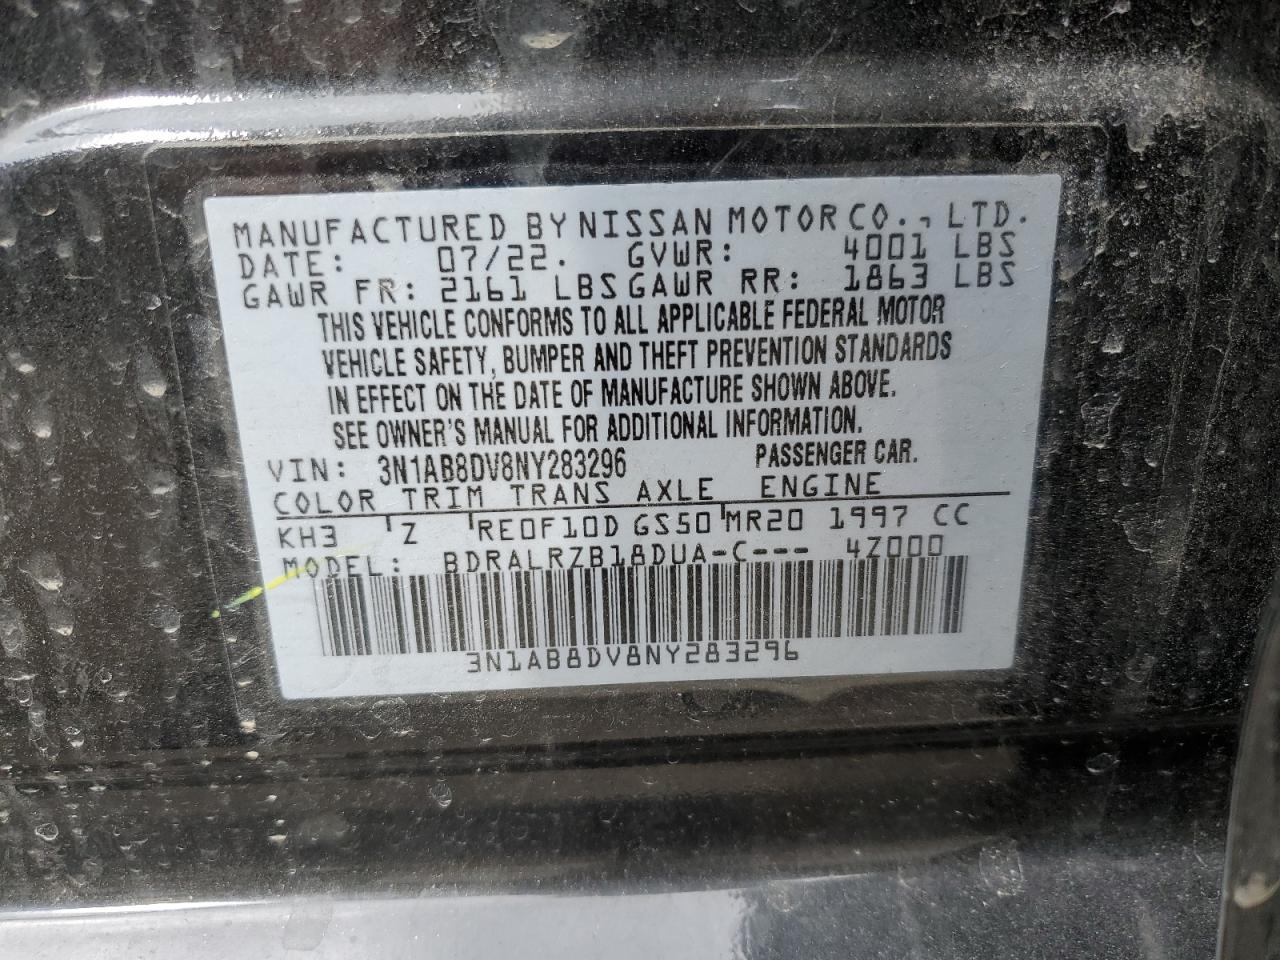 MANUFACTURED BY NISSAN MOTOR CO., LTD.
DATE: 07/22. GVWR: 4001 LBS
GAWR FR: 2161 LBS GAWR RR: 1863 LBS
THIS VEHICLE CONFORMS TO ALL APPLICABLE FEDERAL MOTOR
VEHICLE SAFETY, BUMPER AND THEFT PREVENTION STANDARDS
IN EFFECT ON THE DATE OF MANUFACTURE SHOWN ABOVE.
SEE OWNER'S MANUAL FOR ADDITIONAL INFORMATION.
VIN: 3N1AB8DV8NY283296 PASSENGER CAR.
COLOR TRIM TRANS AXLE ENGINE
KH3 Z RE0F10D GS50 MR20 1997 CC
MODEL: BDRALRZB18DUA-C--- 4Z000
3N1AB8DV8NY283296